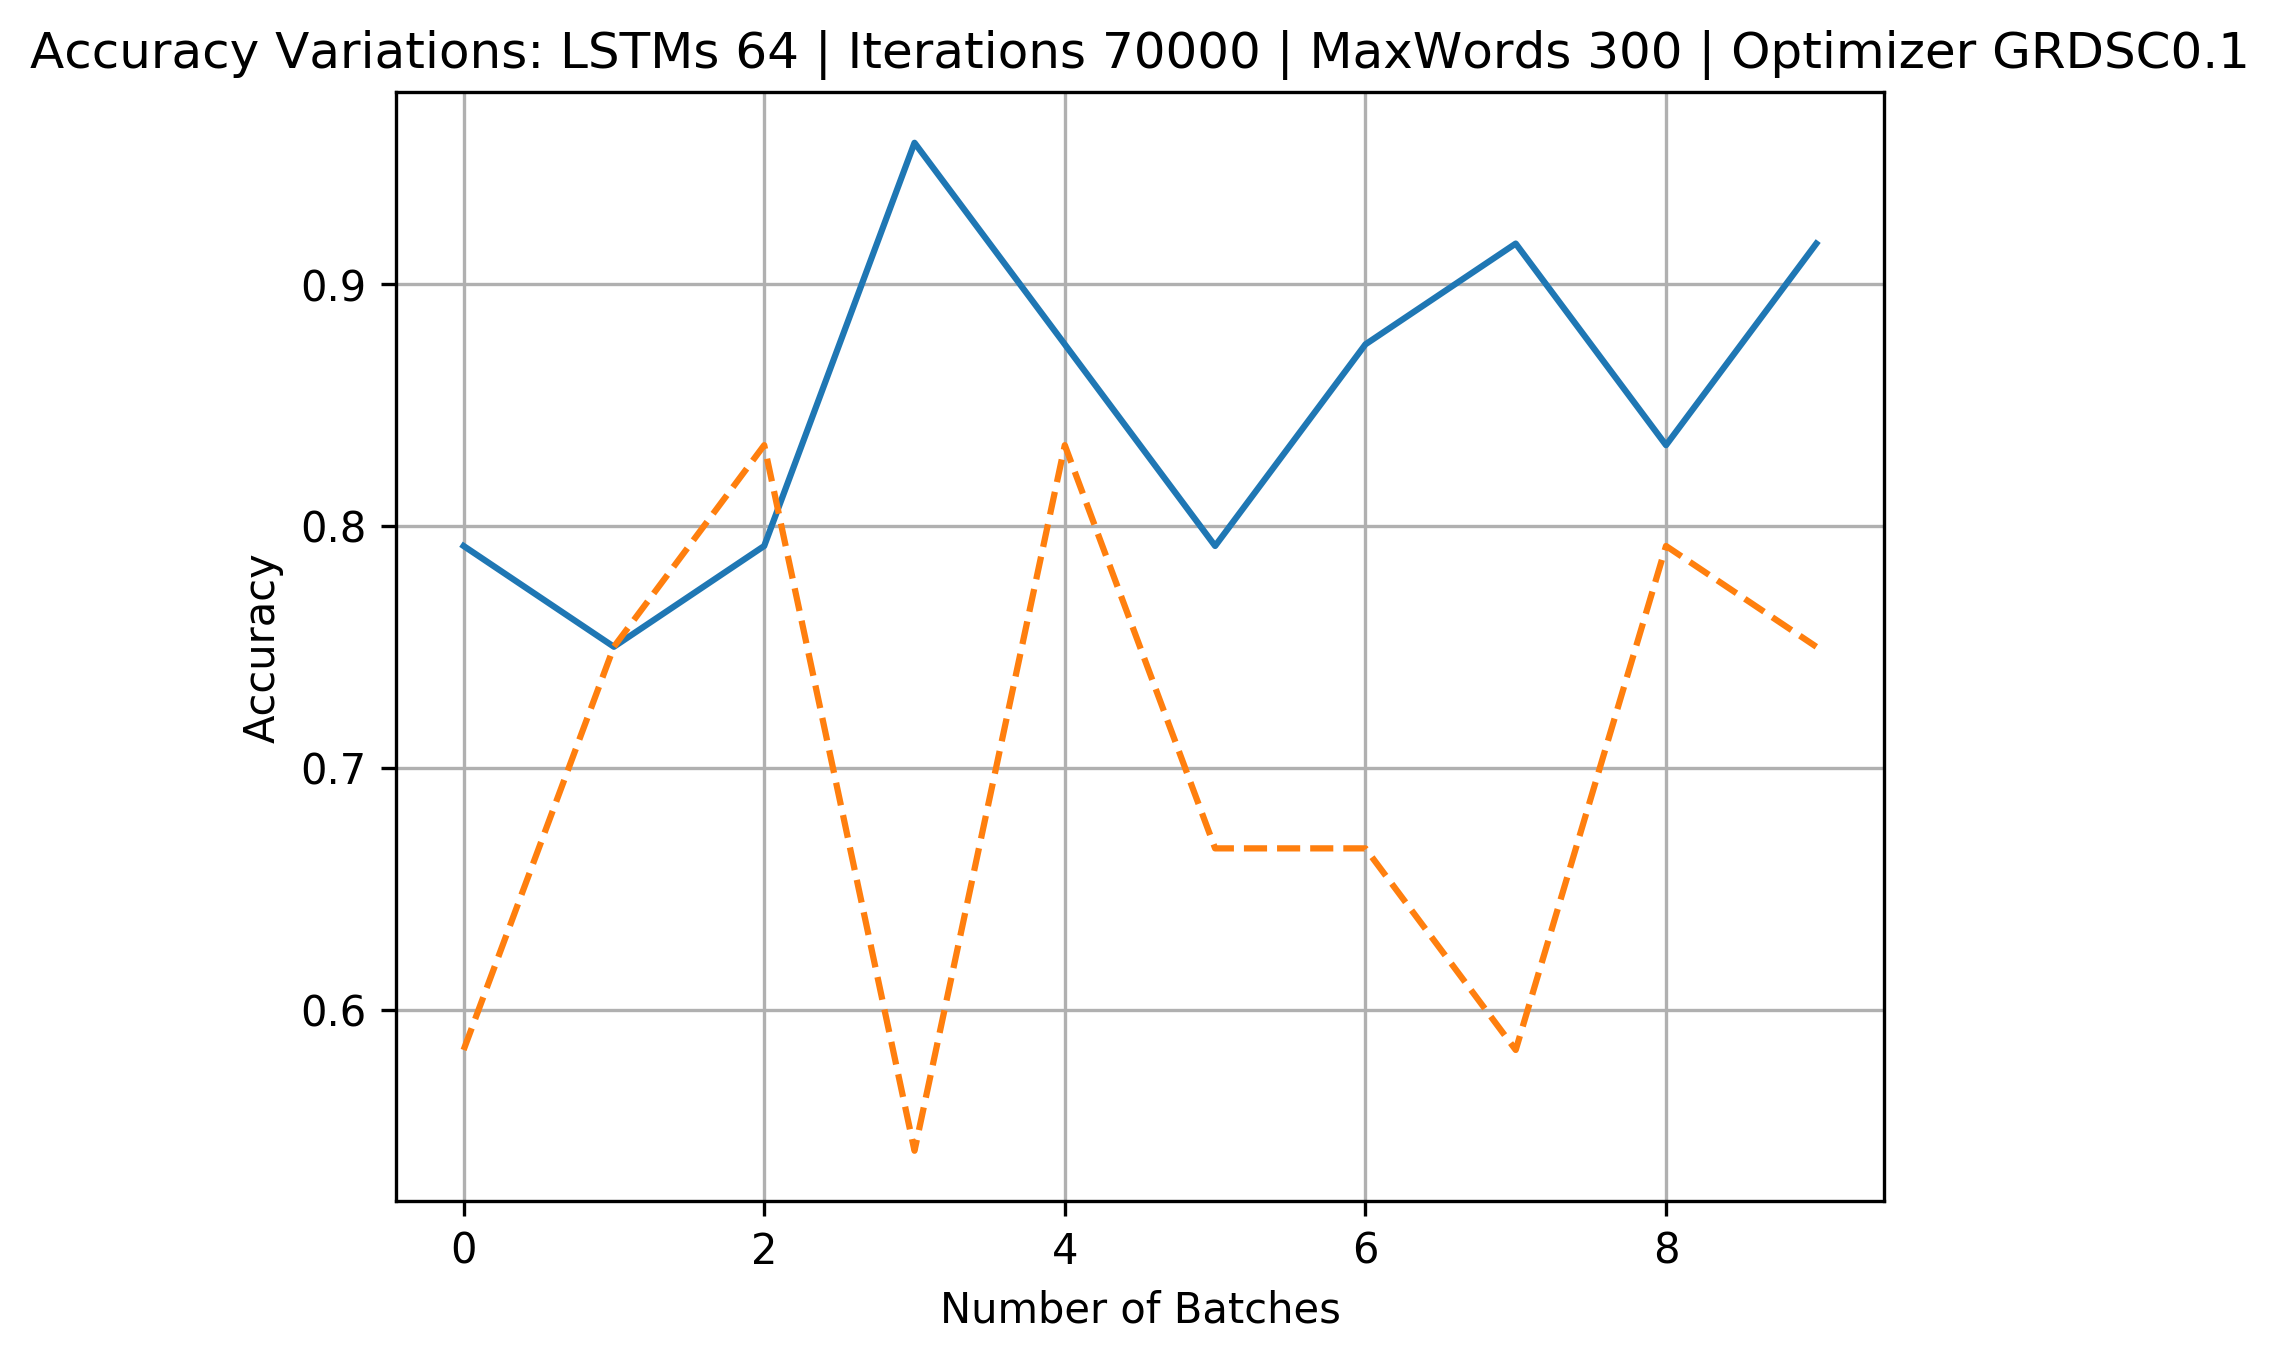 Accuracy Variations: LSTMs 64 | Iterations 70000 | MaxWords 300 | Optimizer GRDSC0.1
Accuracy
0.9
0.8
0.7
0.6
0 2 4 6 8
Number of Batches